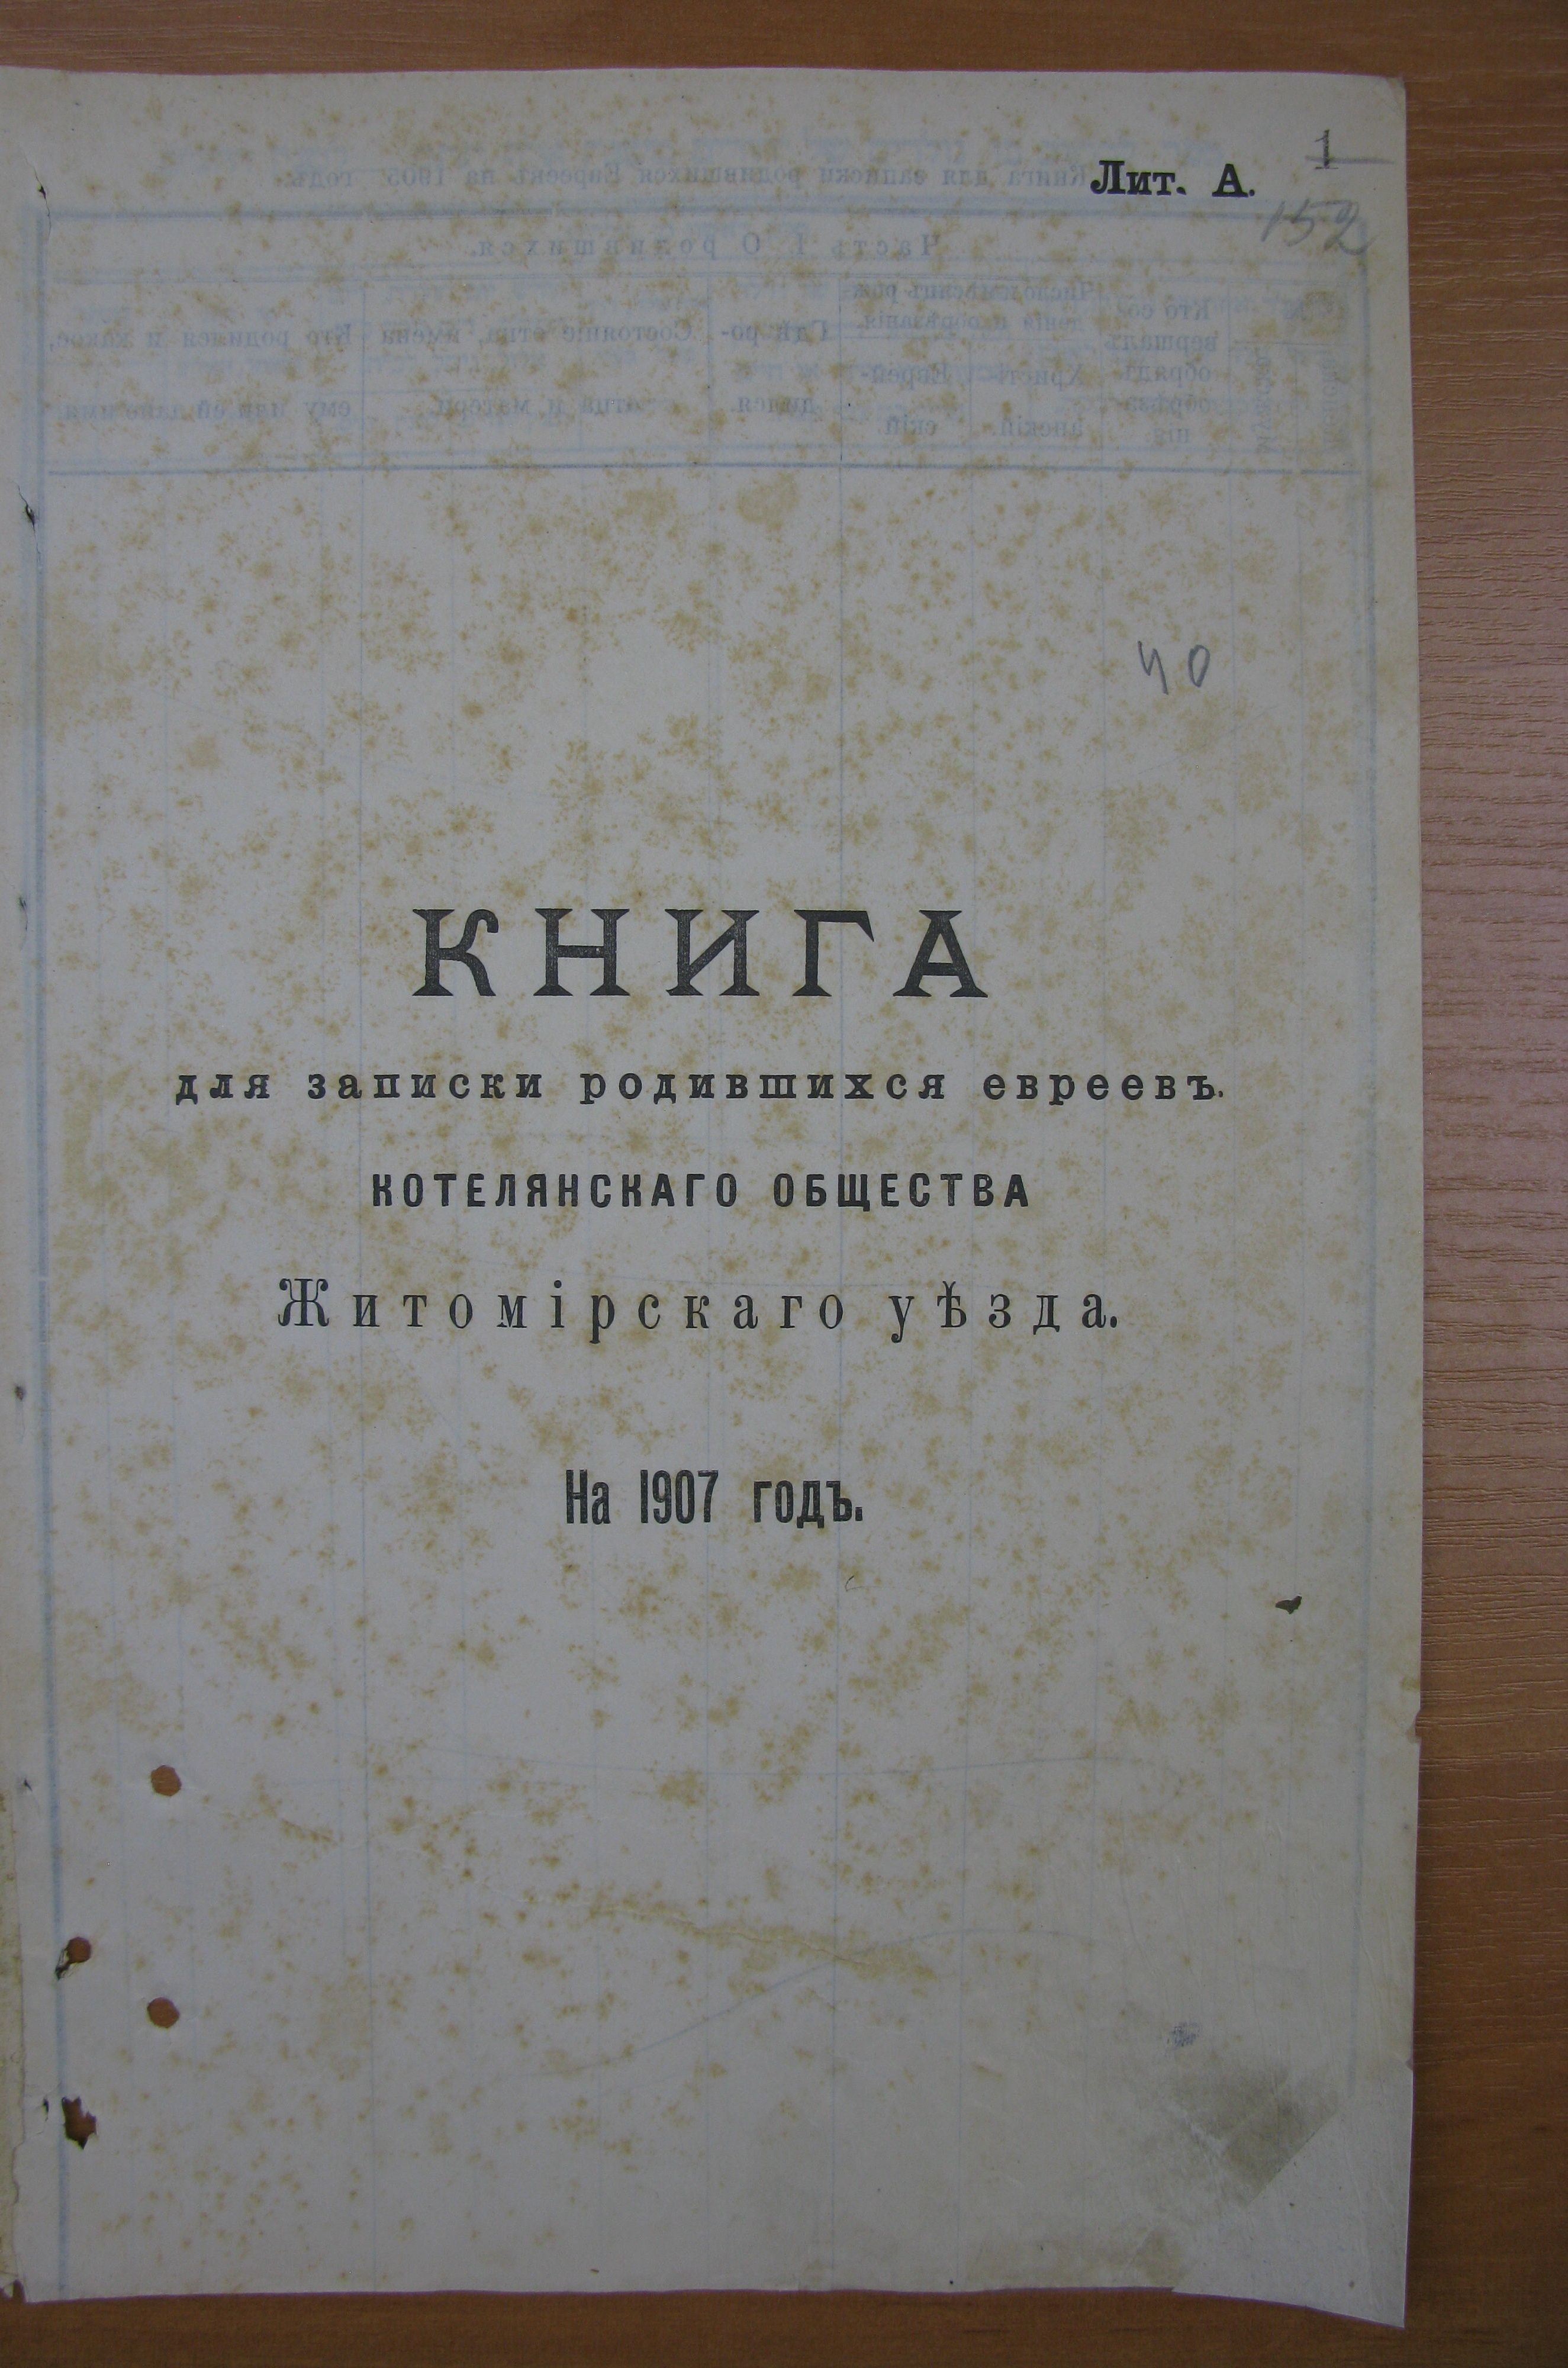 1
Лит. А.
152
40
КНИГА
для записки родившихся евреевъ.
КОТЕЛЯНСКАГО ОБЩЕСТВА
Житомірскаго уѣзда.
На 1907 годъ.